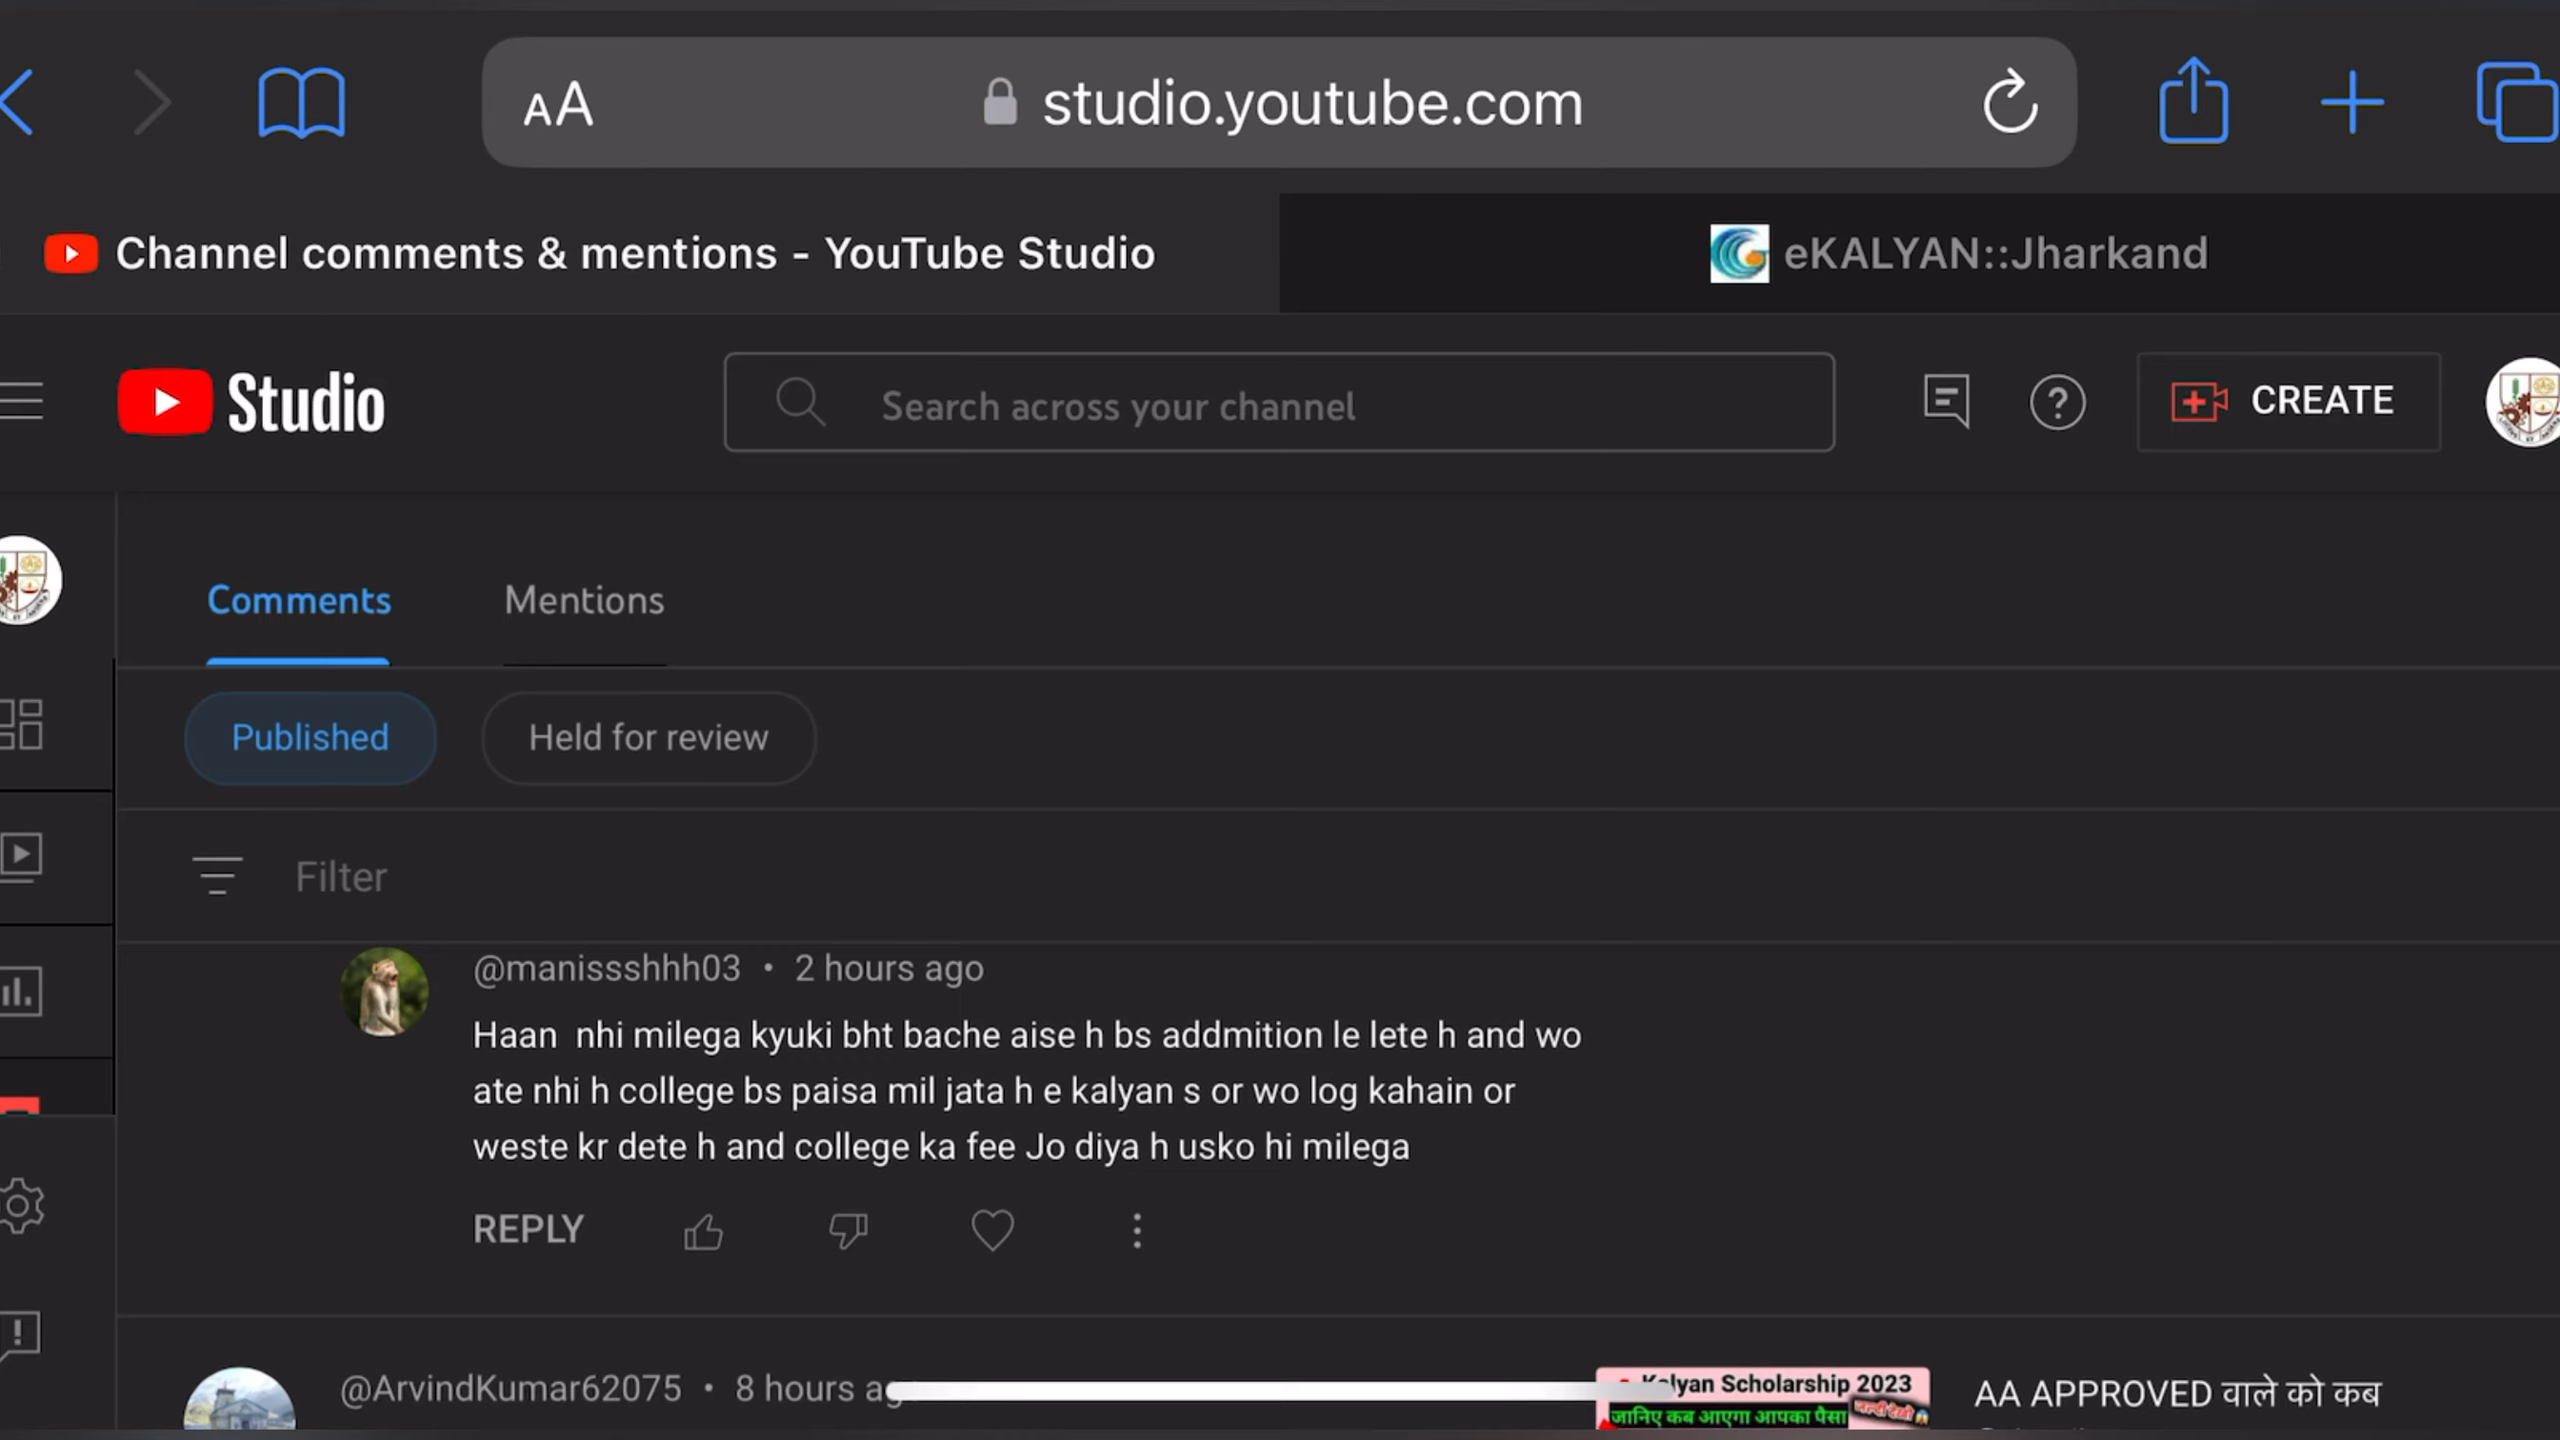 AA studio.youtube.com
Channel comments & mentions - YouTube Studio
eKALYAN::Jharkand
Studio
Search across your channel
CREATE
Comments
Mentions
Published
Held for review
Filter
@manissshhh03 • 2 hours ago
Haan nhi milega kyuki bht bache aise h bs addmition le lete h and wo
ate nhi h college bs paisa mil jata h e kalyan s or wo log kahain or
weste kr dete h and college ka fee Jo diya h usko hi milega
REPLY
@ArvindKumar62075 • 8 hours
Scholarship 2023
जानिए कब आएगा आपका पैसा
जल्दी देखो
AA APPROVED वाले को कब